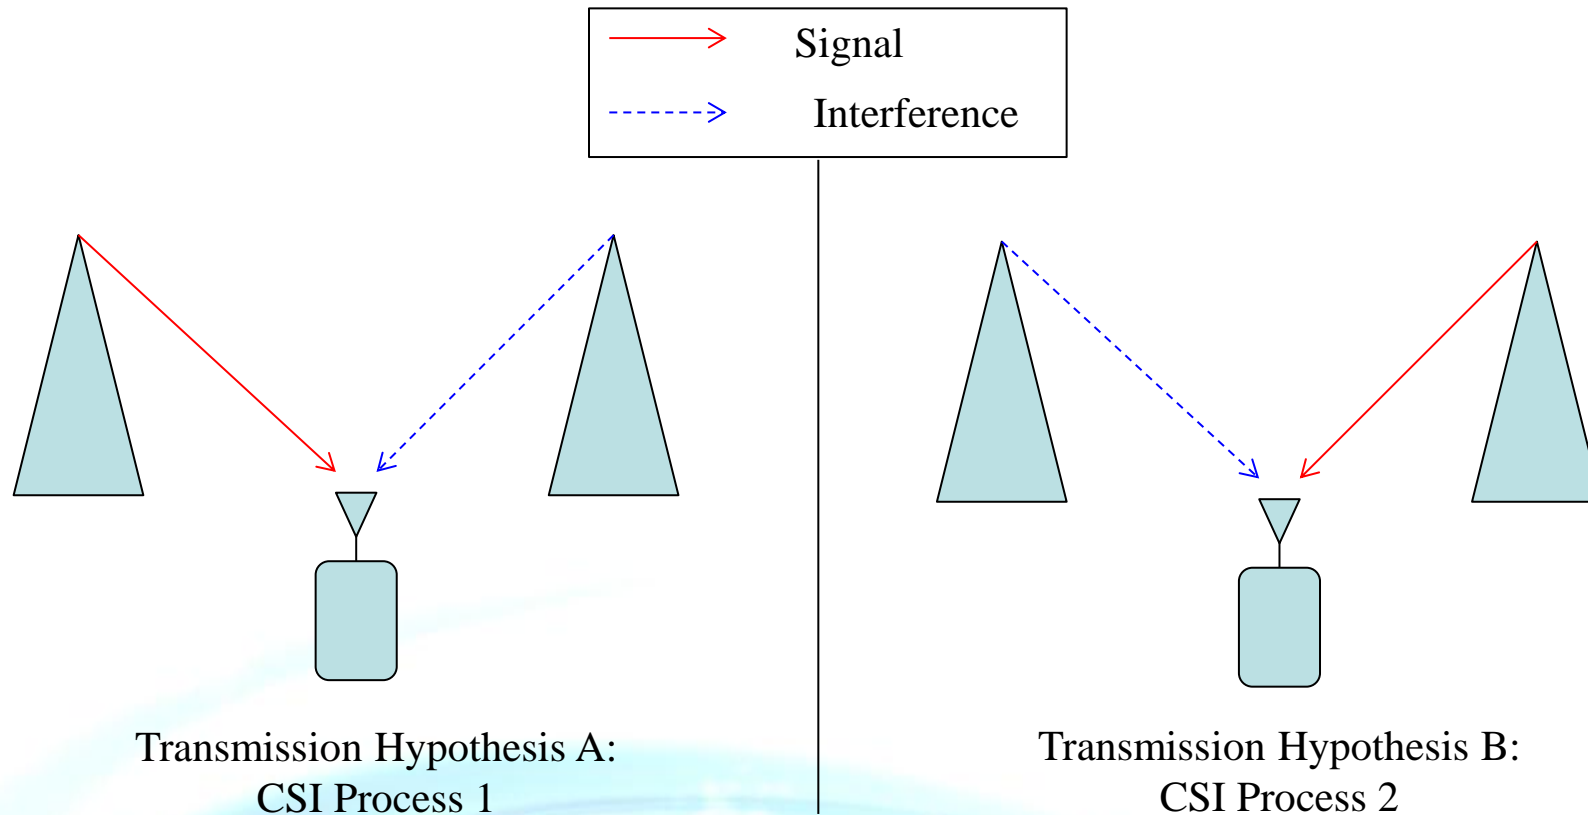 Signal
Interference
Transmission Hypothesis A:
CSI Process 1
Transmission Hypothesis B:
CSI Process 2